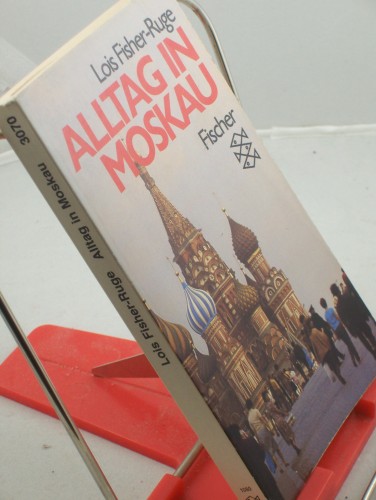 Lois Fisher-Ruge
ALLTAG IN
MOSKAU
Fischer
3070
Lois Fisher-Ruge Alltag in Moskau